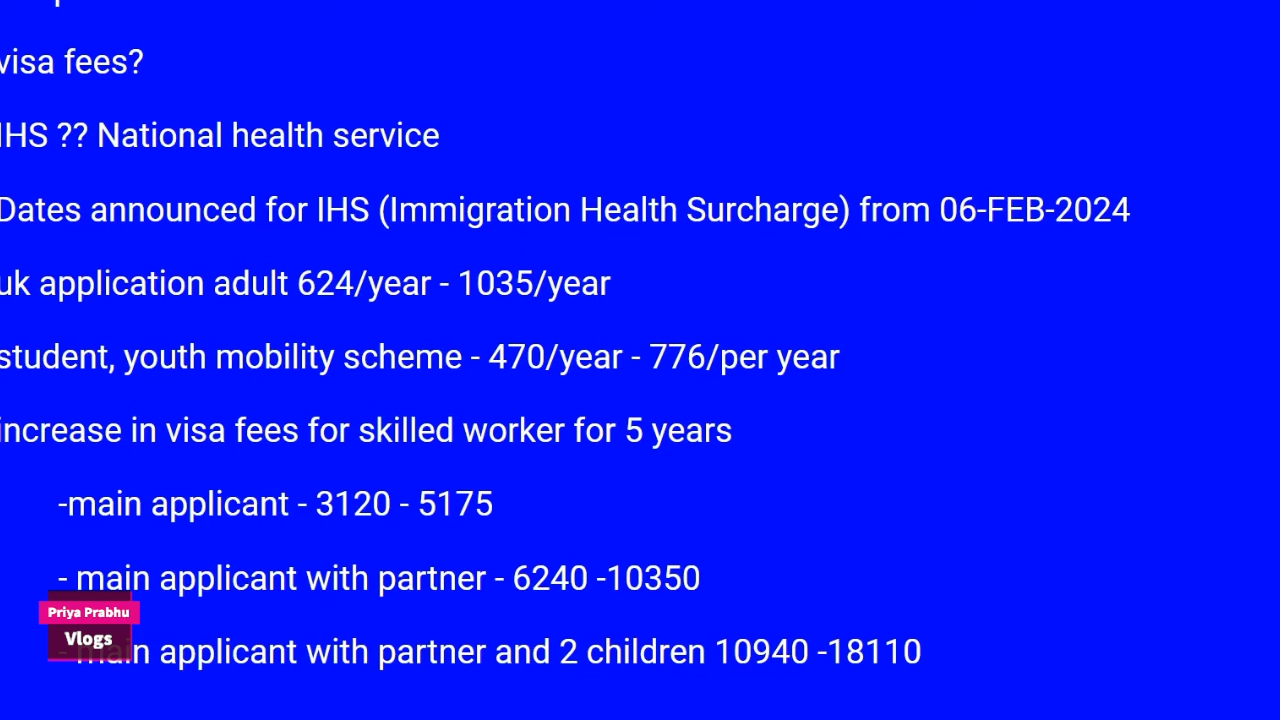 visa fees?
IHS ?? National health service
Dates announced for IHS (Immigration Health Surcharge) from 06-FEB-2024
uk application adult 624/year - 1035/year
student, youth mobility scheme - 470/year - 776/per year
increase in visa fees for skilled worker for 5 years
-main applicant - 3120 - 5175
- main applicant with partner - 6240 -10350
Priya Prabhu
Vlogs
- main applicant with partner and 2 children 10940 -18110